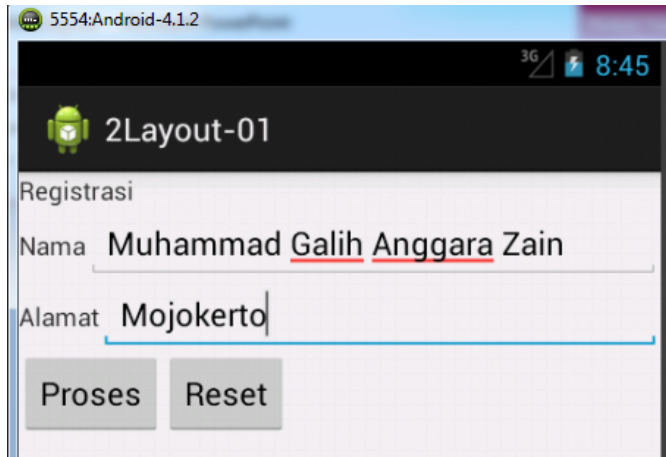 5554:Android-4.1.2
3G 8:45
2Layout-01
Registrasi
Nama Muhammad Galih Anggara Zain
Alamat Mojokerto
Proses Reset